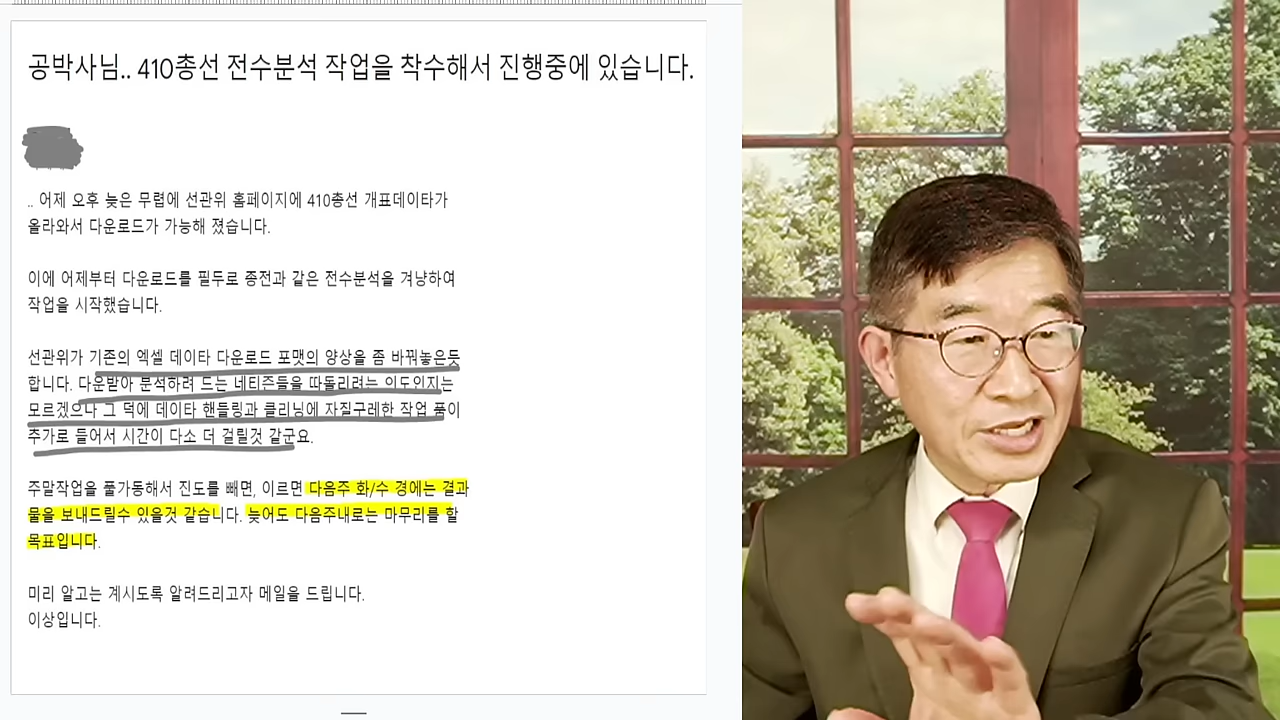 공박사님.. 410총선 전수분석 작업을 착수해서 진행중에 있습니다.
.. 어제 오후 늦은 무렵에 선관위 홈페이지에 410총선 개표데이타가
올라와서 다운로드가 가능해 졌습니다.
이에 어제부터 다운로드를 필두로 종전과 같은 전수분석을 겨냥하여
작업을 시작했습니다.
선관위가 기존의 엑셀 데이타 다운로드 포맷의 양상을 좀 바꿔놓은듯
합니다. 다운받아 분석하려 드는 네티즌들을 따돌리려는 의도인지는
모르겠으나 그 덕에 데이타 핸들링과 클리닝에 자질구레한 작업 품이
추가로 들어서 시간이 다소 더 걸릴것 같군요.
주말작업을 풀가동해서 진도를 빼면, 이르면 다음주 화/수 경에는 결과
물을 보내드릴수 있을것 같습니다. 늦어도 다음주내로는 마무리를 할
목표입니다.
미리 알고는 계시도록 알려드리고자 메일을 드립니다.
이상입니다.